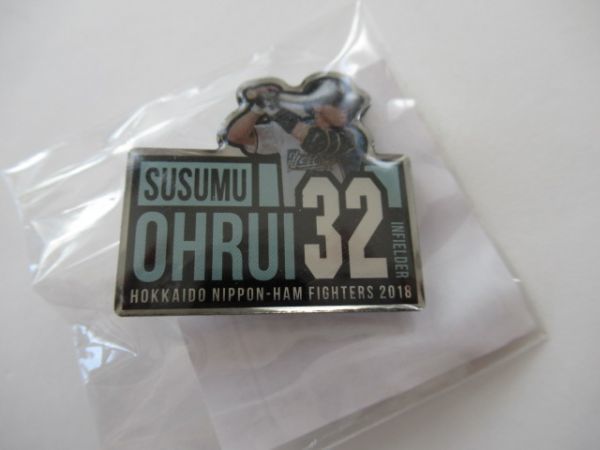 SUSUMU
OHRUI 32
INFIELDER
HOKKAIDO NIPPON-HAM FIGHTERS 2018